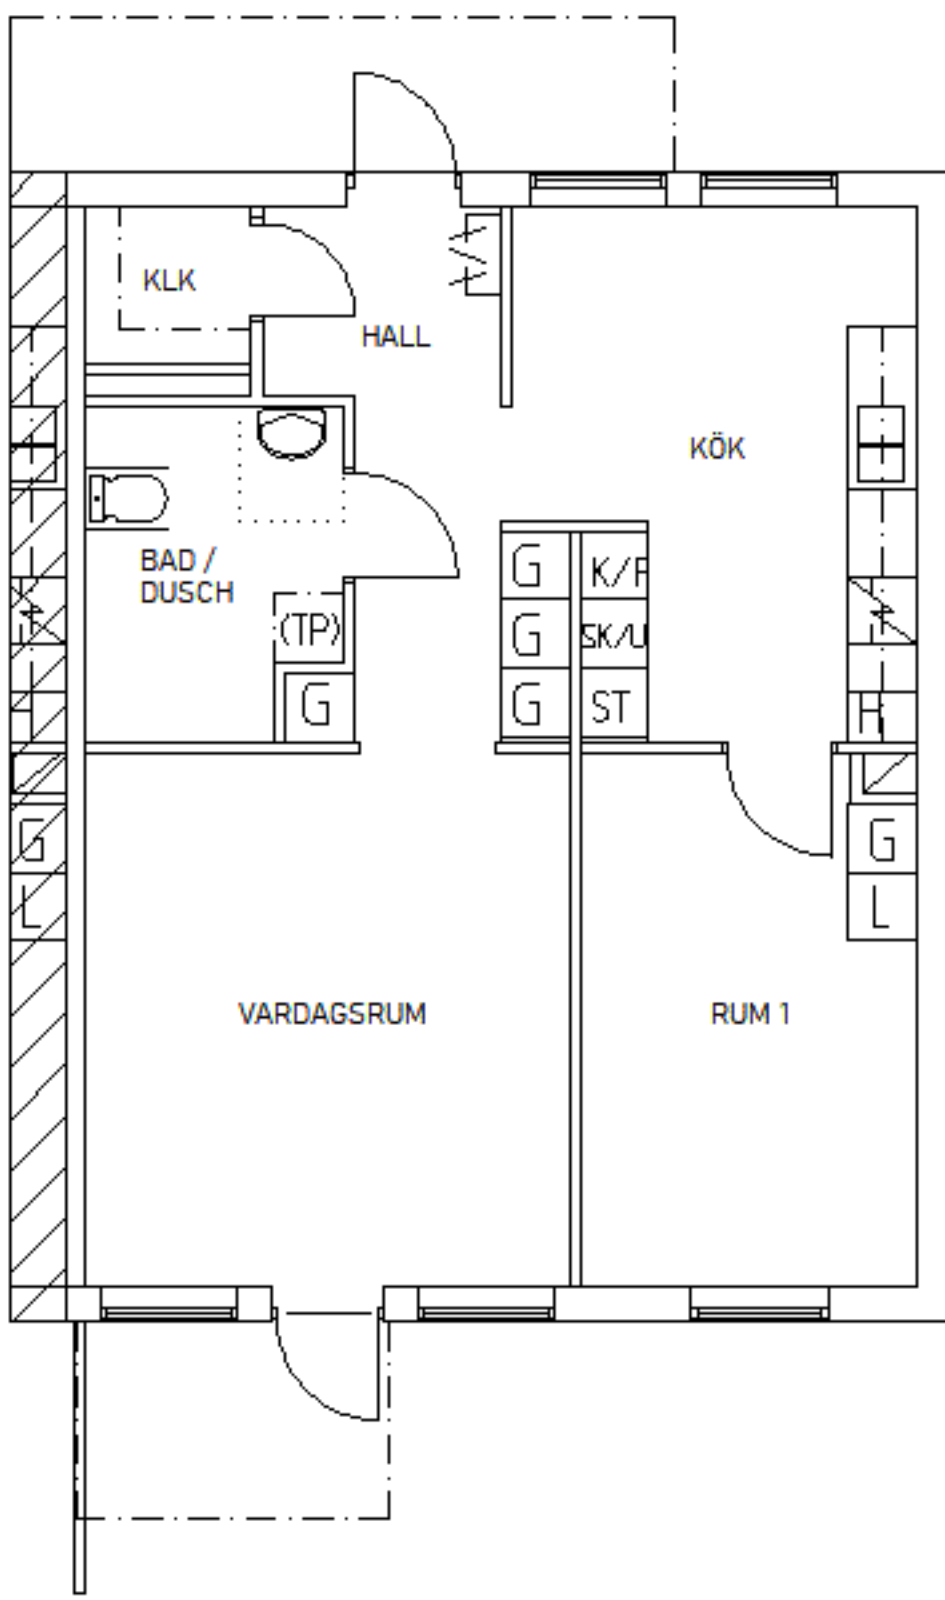 KLK
HALL
KÖK
BAD /
DUSCH
G
K/F
(TP)
G
SK/U
G
G
ST
H
G
G
L
L
VARDAGSRUM
RUM 1